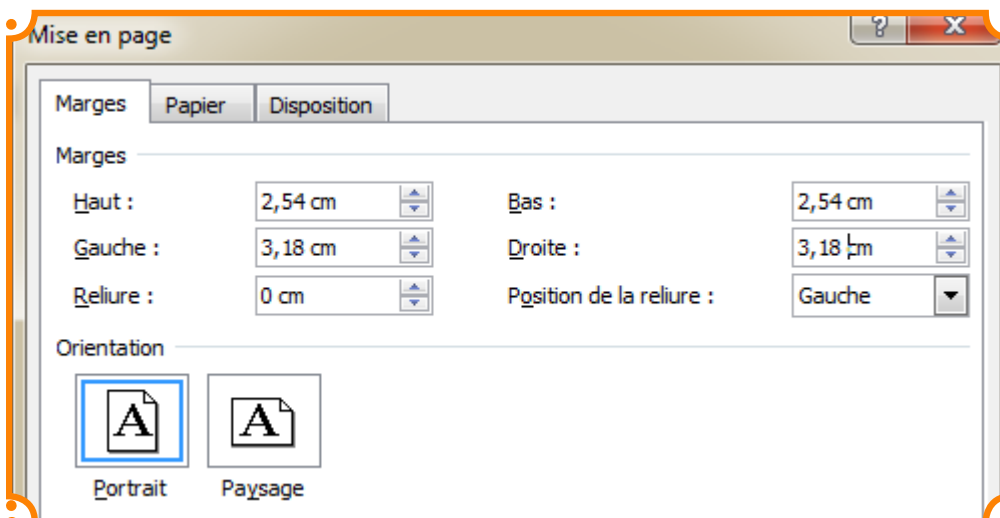 Mise en page
Marges Papier Disposition
Marges
Haut : 2,54 cm Bas : 2,54 cm
Gauche : 3,18 cm Droite : 3,18 cm
Reliure : 0 cm Position de la reliure : Gauche
Orientation
A A
Portrait Paysage